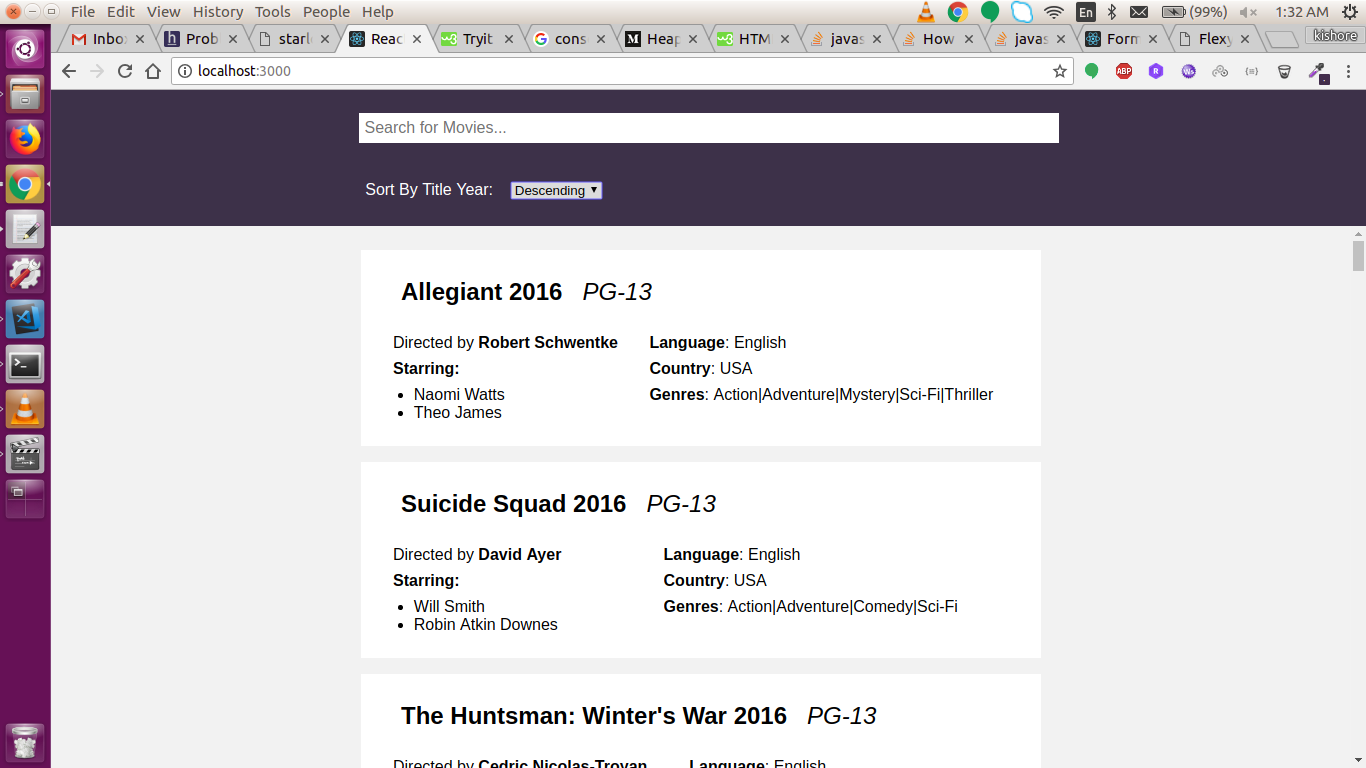 File Edit View History Tools People Help
En
(99%)
1:32 AM
Inbo
Prob
starl
Reac
Tryit
cons
Heap
HTM
javas
How
javas
Form
Flexy
kishore
localhost:3000
ABP
R
Search for Movies...
Sort By Title Year: Descending
Allegiant 2016 PG-13
Directed by Robert Schwentke
Starring:
Naomi Watts
Theo James
Language: English
Country: USA
Genres: Action|Adventure|Mystery|Sci-Fi|Thriller
Suicide Squad 2016 PG-13
Directed by David Ayer
Starring:
Will Smith
Robin Atkin Downes
Language: English
Country: USA
Genres: Action|Adventure|Comedy|Sci-Fi
The Huntsman: Winter's War 2016 PG-13
Directed by Cedric Nicolas-Troyan
Language: English